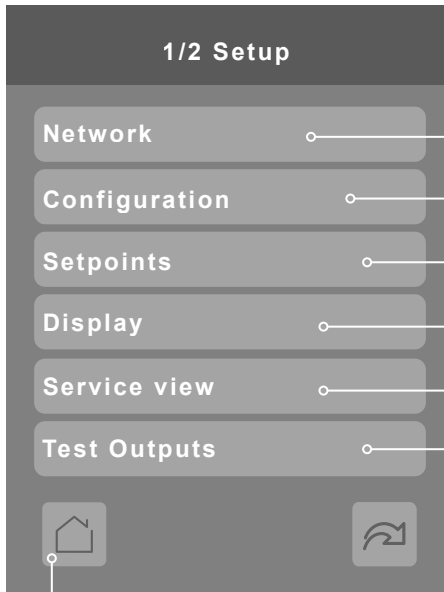 1/2 Setup
Network
Configuration
Setpoints
Display
Service view
Test Outputs